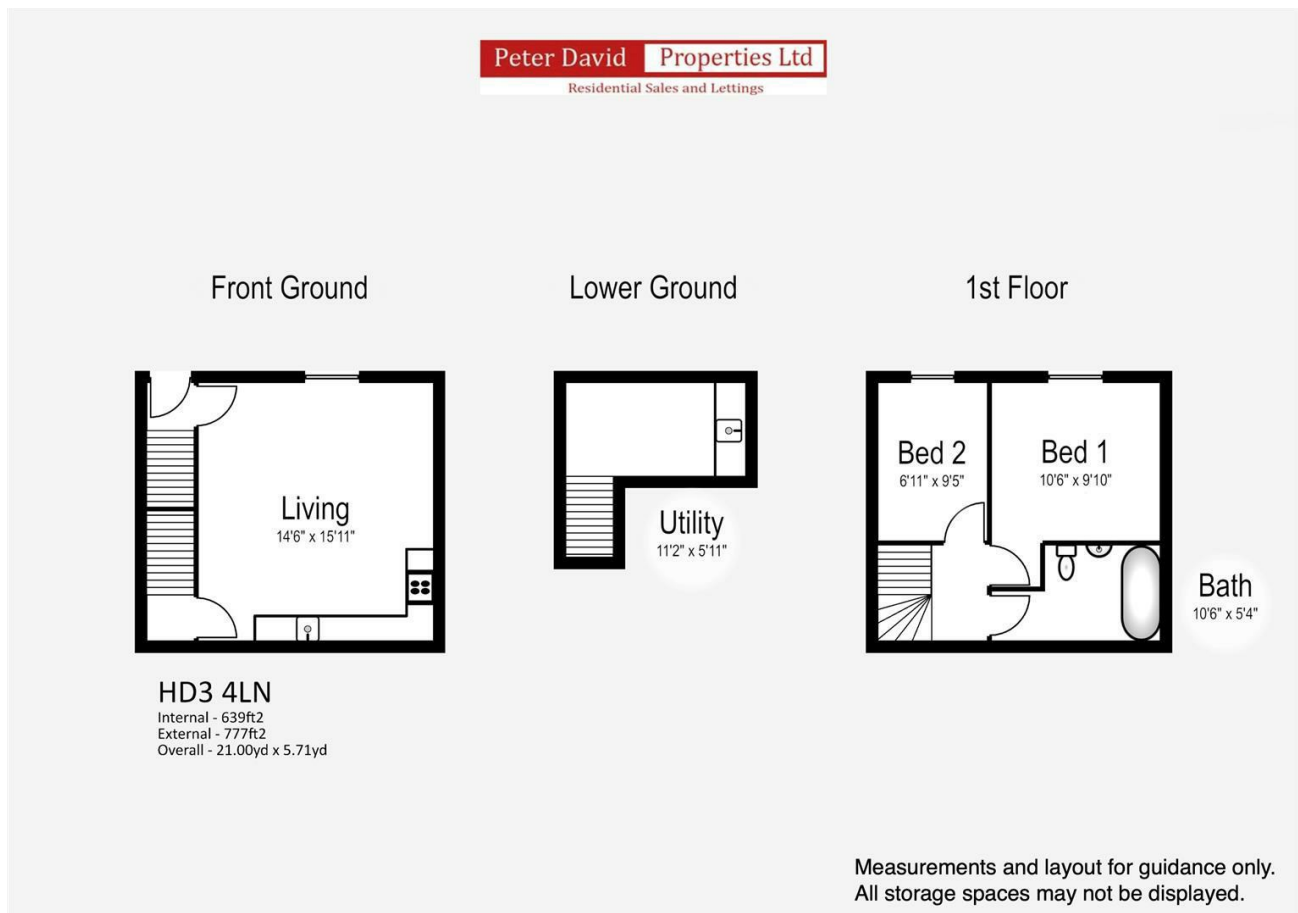 Peter David Properties Ltd
Residential Sales and Lettings
Front Ground
Lower Ground
1st Floor
Living
14'6" x 15'11"
Utility
11'2" x 5'11"
Bed 2
6'11" x 9'5"
Bed 1
10'6" x 9'10"
Bath
10'6" x 5'4"
HD3 4LN
Internal - 639ft2
External - 777ft2
Overall - 21.00yd x 5.71yd
Measurements and layout for guidance only.
All storage spaces may not be displayed.